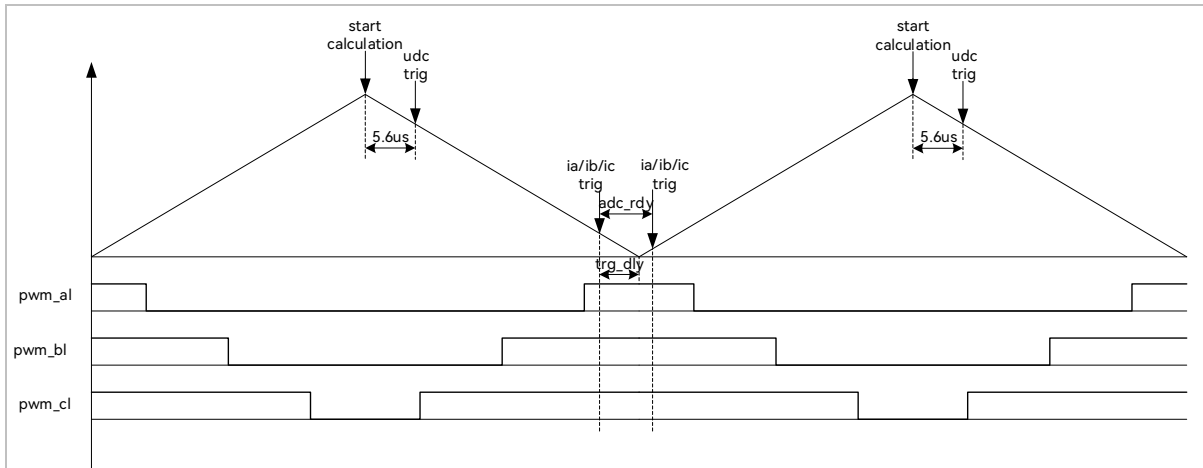 start
calculation
udc
trig
5.6us
ia/ib/ic
trig
adc_rdy
ia/ib/ic
trig
trg_dly
start
calculation
udc
trig
5.6us
pwm_al
pwm_bl
pwm_cl